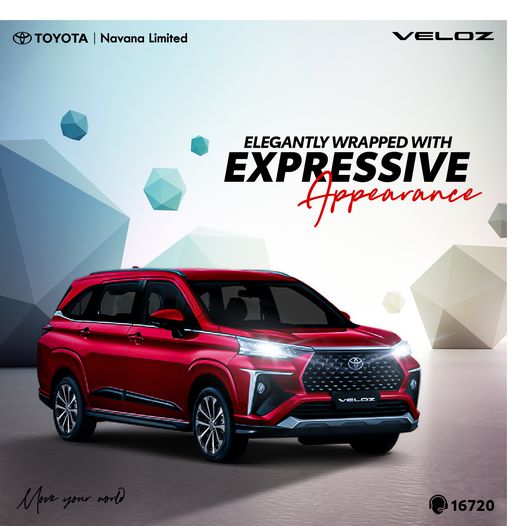 TOYOTA | Navana Limited
VELOZ
ELEGANTLY WRAPPED WITH
EXPRESSIVE
Appearance
VELOZ
Move your world
16720